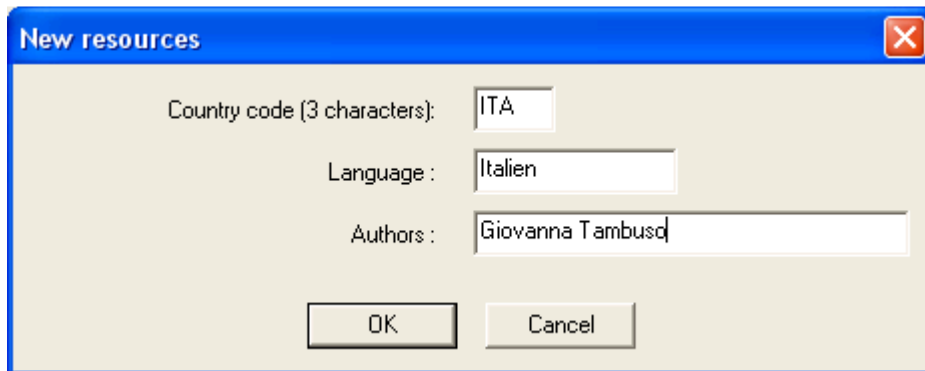 New resources
Country code (3 characters): ITA
Language : Italien
Authors : Giovanna Tambuso
OK Cancel